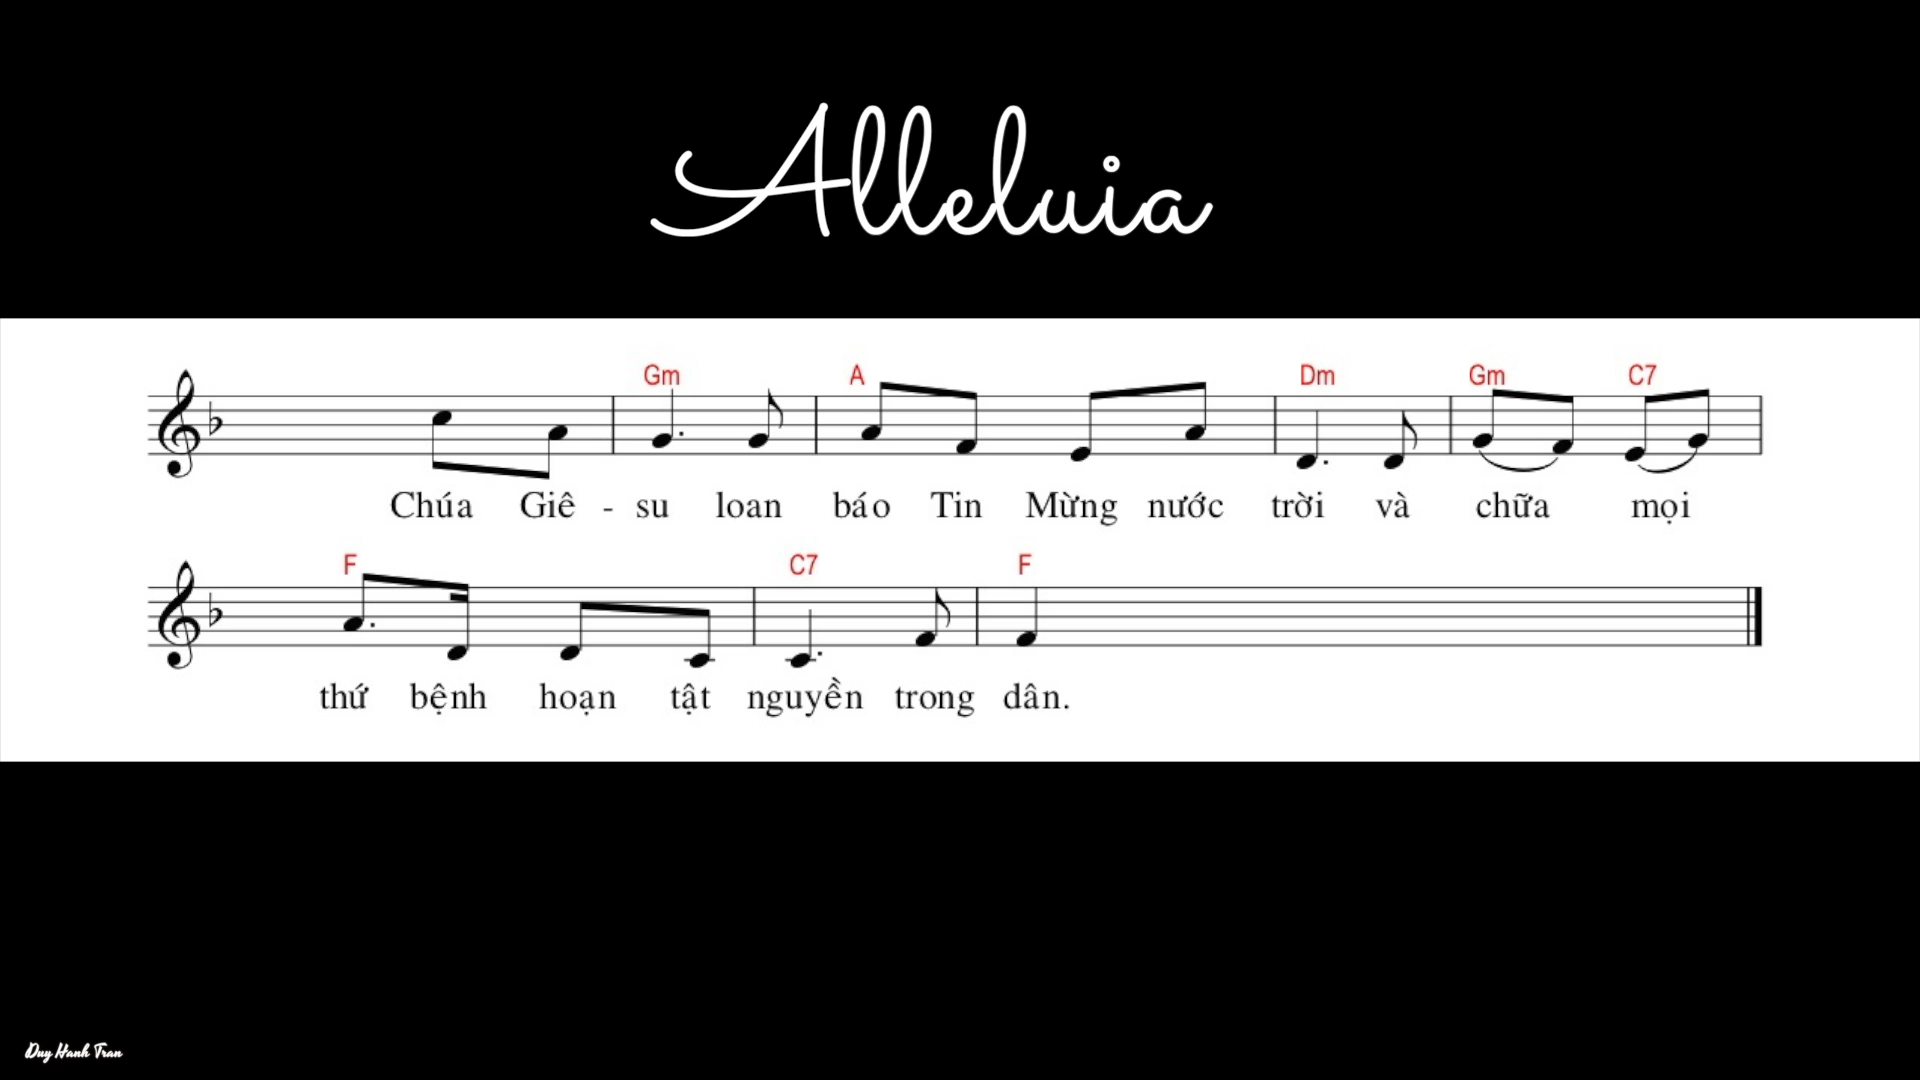 Alleluia
Gm A Dm Gm C7
Chúa Giê - su loan báo Tin Mừng nước trời và chữa mọi
F C7 F
thứ bệnh hoạn tật nguyền trong dân.
Duy Hanh Tran